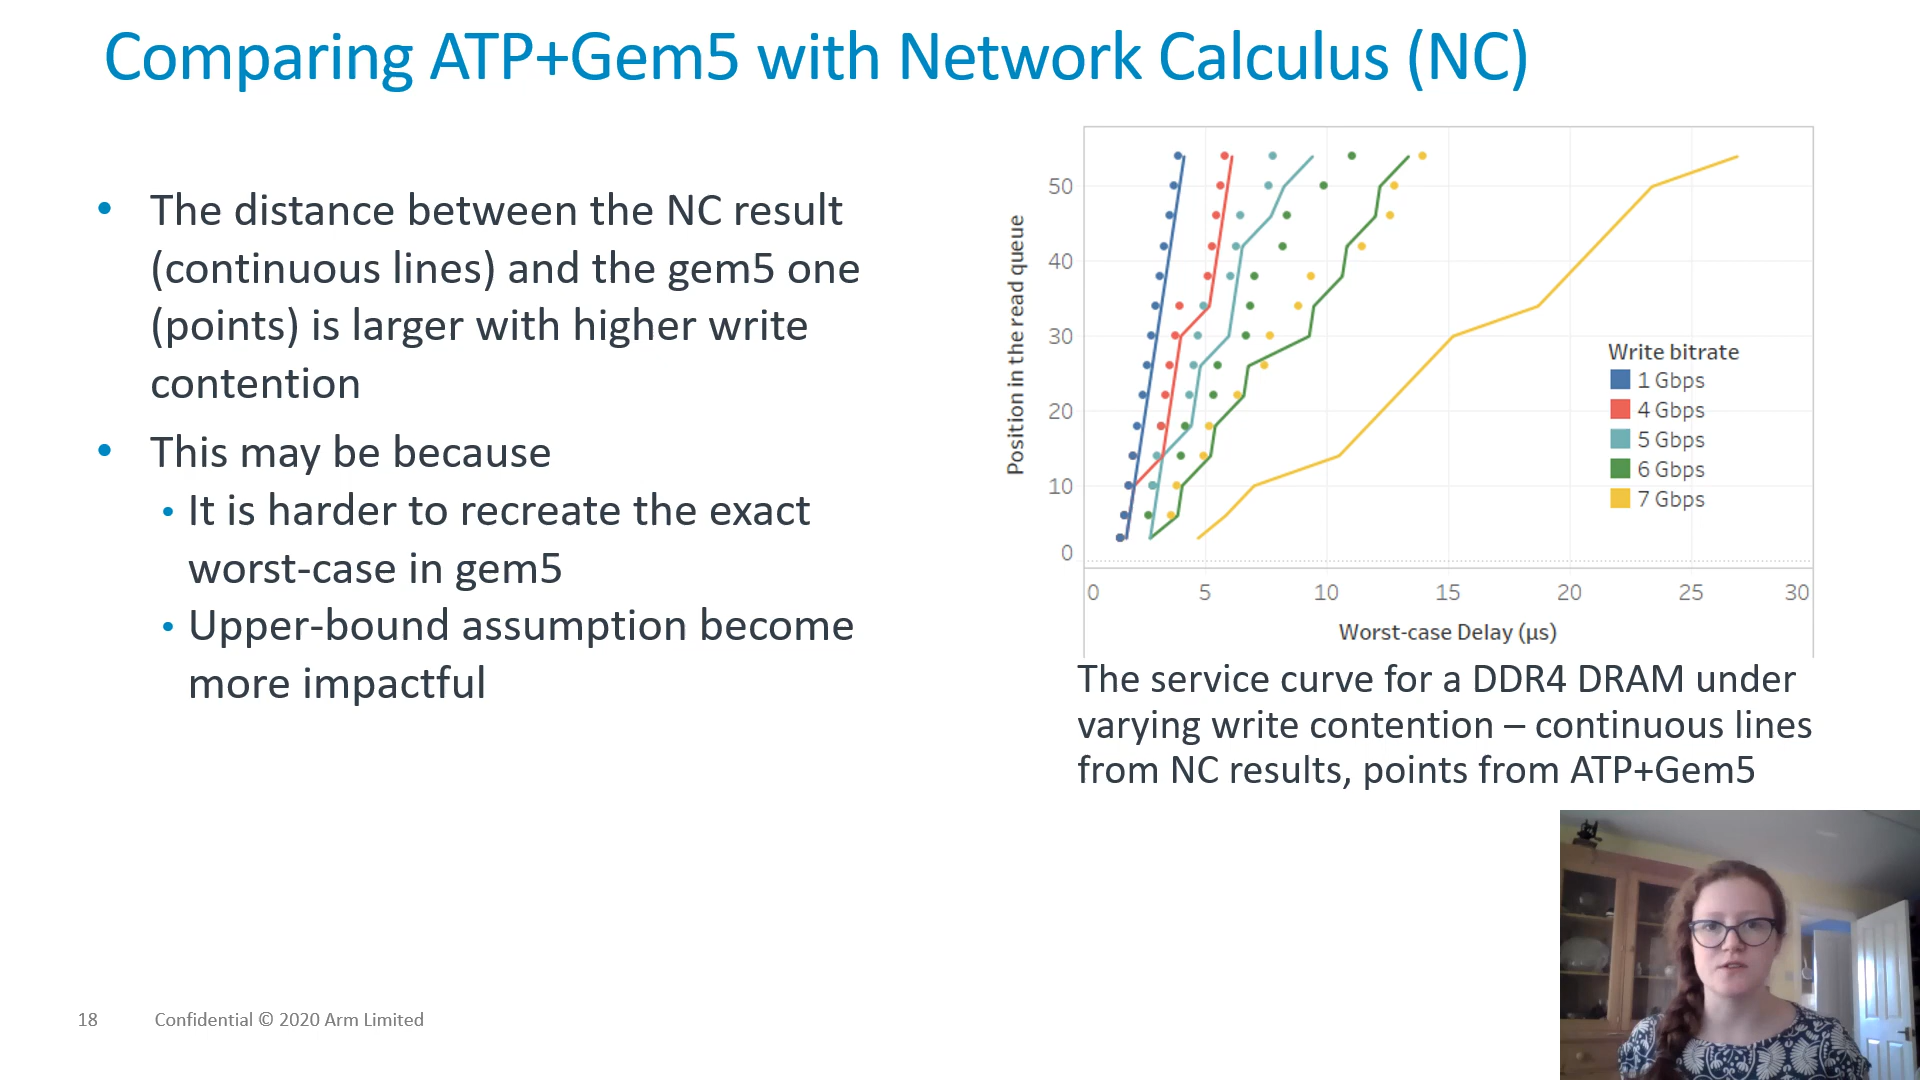 Comparing ATP+Gem5 with Network Calculus (NC)
• The distance between the NC result
(continuous lines) and the gem5 one
(points) is larger with higher write
contention
• This may be because
• It is harder to recreate the exact
worst-case in gem5
• Upper-bound assumption become
more impactful
Position in the read queue
50
40
30
20
10
0
0 5 10 15 20 25 30
Worst-case Delay (µs)
Write bitrate
1 Gbps
4 Gbps
5 Gbps
6 Gbps
7 Gbps
The service curve for a DDR4 DRAM under
varying write contention – continuous lines
from NC results, points from ATP+Gem5
18 Confidential © 2020 Arm Limited